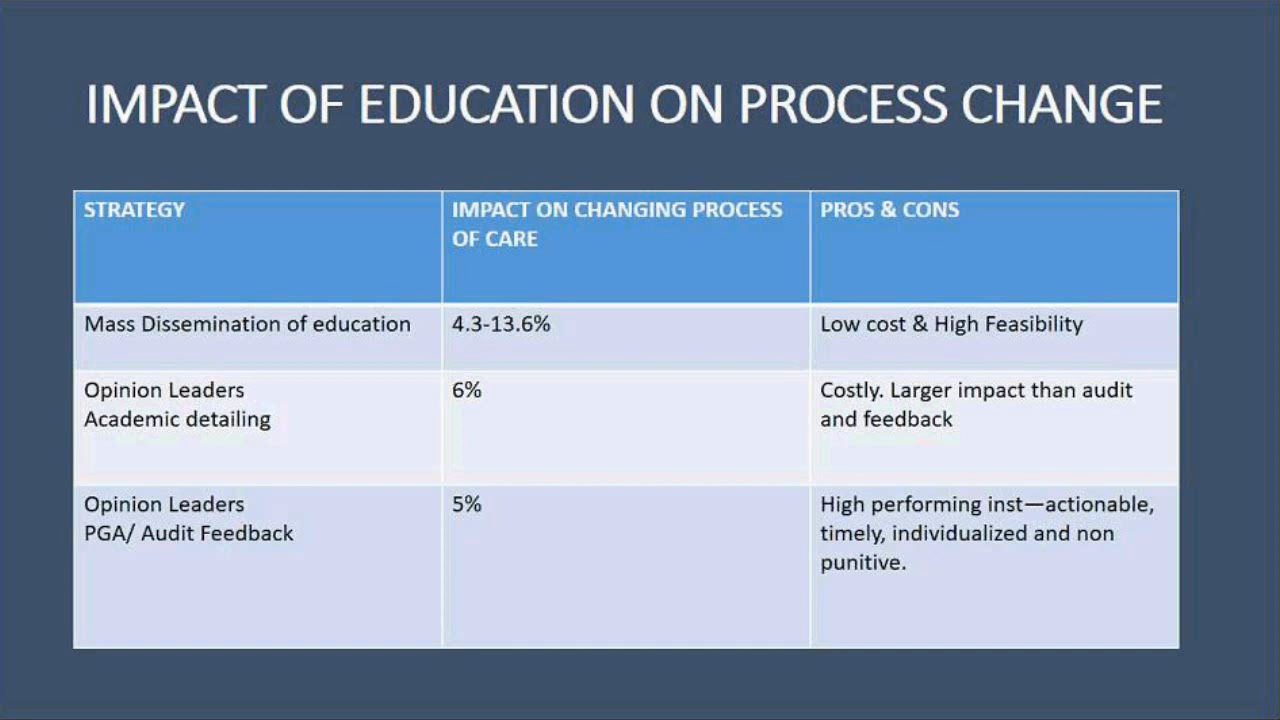 IMPACT OF EDUCATION ON PROCESS CHANGE
STRATEGY
IMPACT ON CHANGING PROCESS
OF CARE
PROS & CONS
Mass Dissemination of education
4.3-13.6%
Low cost & High Feasibility
Opinion Leaders
Academic detailing
6%
Costly. Larger impact than audit
and feedback
Opinion Leaders
PGA/ Audit Feedback
5%
High performing inst—actionable,
timely, individualized and non
punitive.